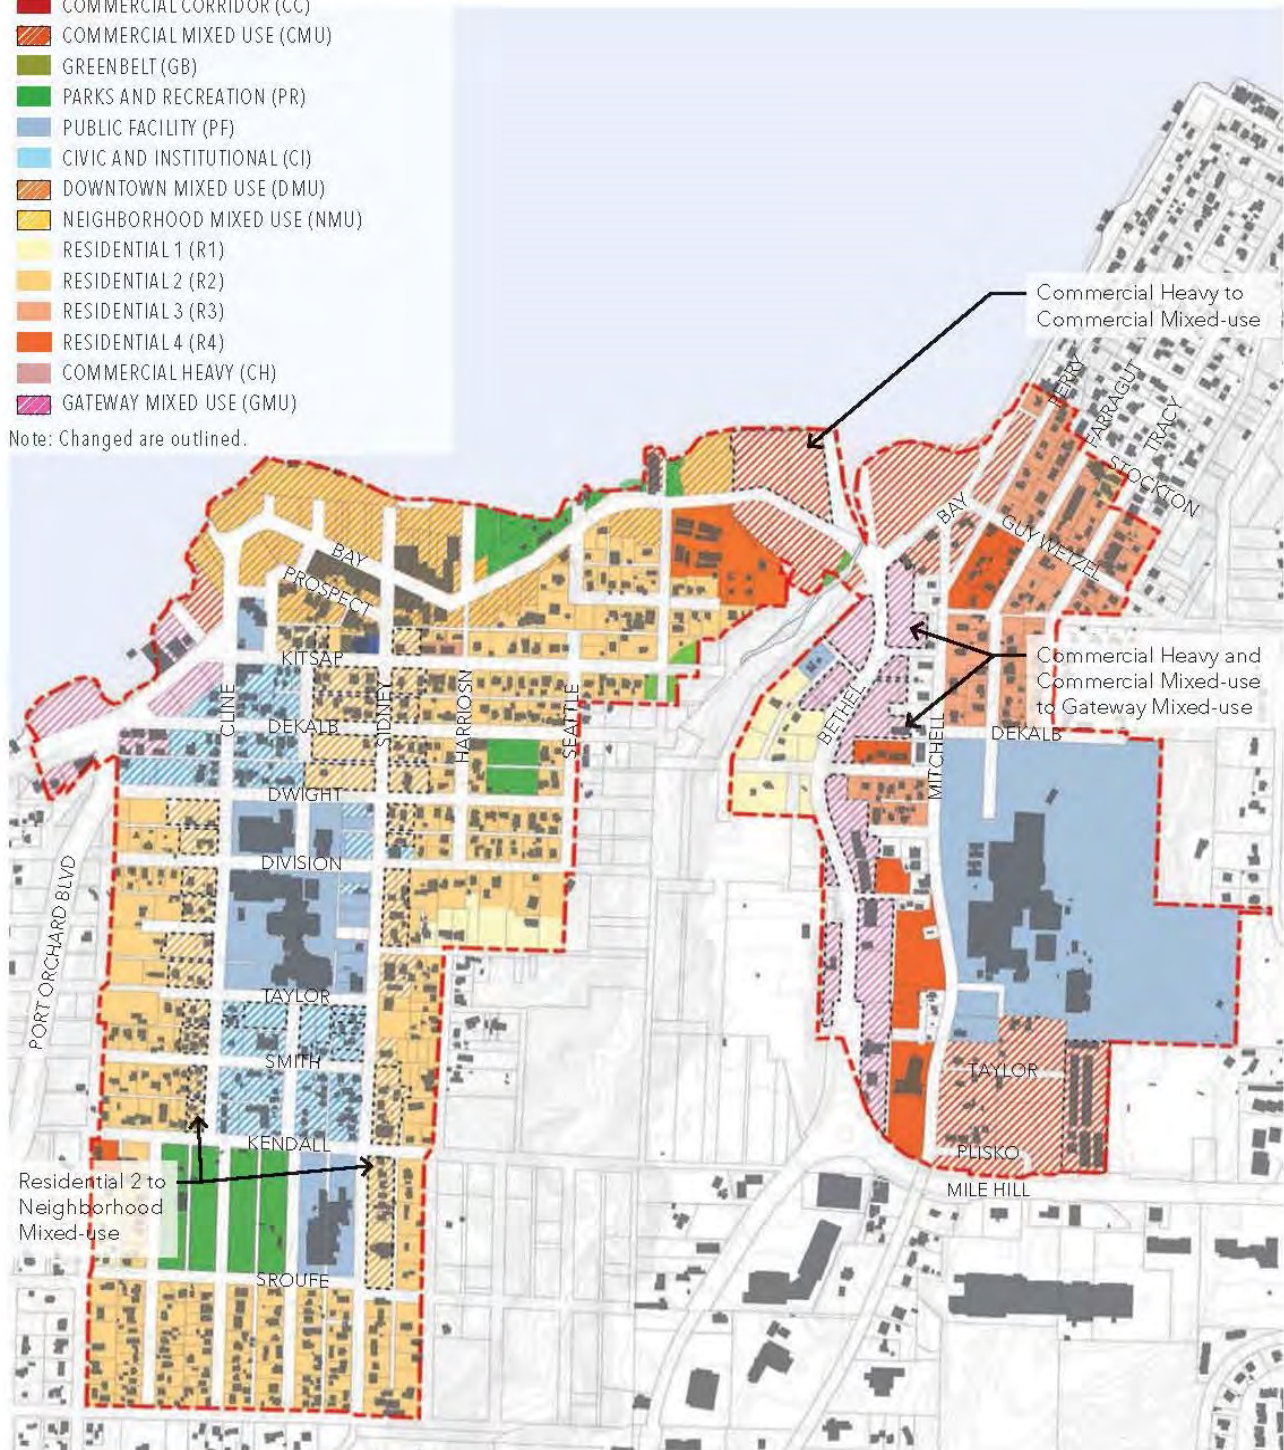 COMMERCIAL CORRIDOR (CC)
COMMERCIAL MIXED USE (CMU)
GREENBELT (GB)
PARKS AND RECREATION (PR)
PUBLIC FACILITY (PF)
CIVIC AND INSTITUTIONAL (CI)
DOWNTOWN MIXED USE (DMU)
NEIGHBORHOOD MIXED USE (NMU)
RESIDENTIAL 1 (R1)
RESIDENTIAL 2 (R2)
RESIDENTIAL 3 (R3)
RESIDENTIAL 4 (R4)
COMMERCIAL HEAVY (CH)
GATEWAY MIXED USE (GMU)
Note: Changed are outlined.
Commercial Heavy to
Commercial Mixed-use
PERRY
FARRAGUT
TRACY
STOCKTON
BAY
GUY WETZEL
BAY
PROSPECT
KITSAP
Commercial Heavy and
Commercial Mixed-use
to Gateway Mixed-use
CLINE
SIDNEY
HARRIOSN
SEATTLE
BETHEL
MITCHELL
DEKALB
DEKALB
DWIGHT
DIVISION
PORT ORCHARD BLVD
TAYLOR
SMITH
TAYLOR
KENDALL
PLISKO
MILE HILL
Residential 2 to
Neighborhood
Mixed-use
SROUFE